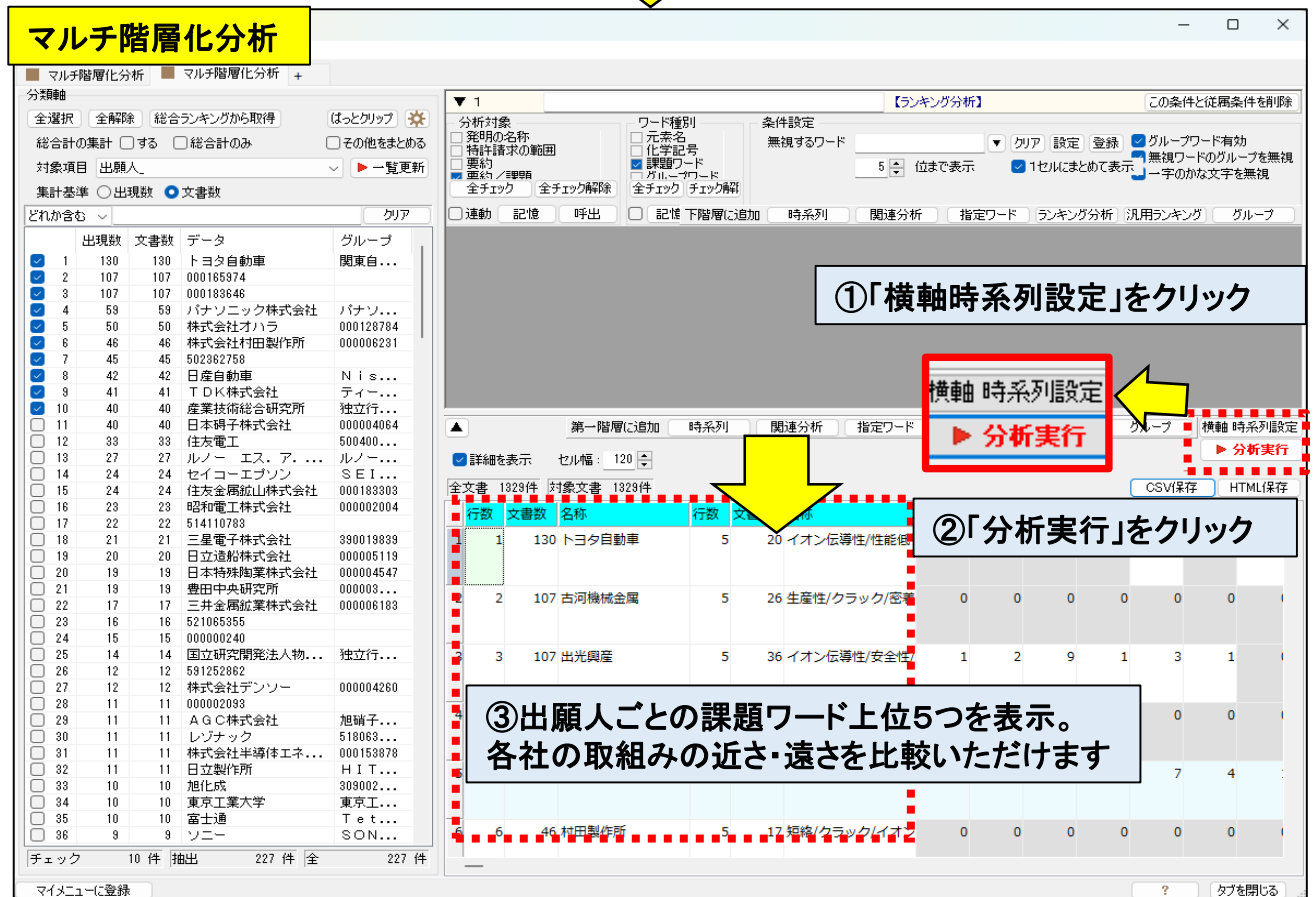 マルチ階層化分析
マルチ階層化分析 マルチ階層化分析 +
分類軸
全選択 全解除 総合ランキングから取得 ぱっとクリップ
総合計の集計 する 総合計のみ その他をまとめる
対象項目 出願人_ ▶ 一覧更新
集計基準 出現数 文書数
どれか含む クリア
出現数 文書数 データ グループ
1 130 130 トヨタ自動車 関東自...
2 107 107 000165974
3 107 107 000183646
4 59 59 パナソニック株式会社 パナソ...
5 50 50 株式会社オハラ 000128784
6 46 46 株式会社村田製作所 000006231
7 45 45 502362758
8 42 42 日産自動車 Ｎｉｓ...
9 41 41 ＴＤＫ株式会社 ティー...
10 40 40 産業技術総合研究所 独立行...
11 40 40 日本碍子株式会社 000004064
12 33 33 住友電工 500400...
13 27 27 ルノー　エス．ア．... ルノー...
14 24 24 セイコーエプソン ＳＥＩ...
15 24 24 住友金属鉱山株式会社 000183303
16 23 23 昭和電工株式会社 000002004
17 22 22 514110783
18 21 21 三星電子株式会社 390019839
19 20 20 日立造船株式会社 000005119
20 19 19 日本特殊陶業株式会社 000004547
21 19 19 豊田中央研究所 000003...
22 17 17 三井金属鉱業株式会社 000006183
23 16 16 521065355
24 15 15 000000240
25 14 14 国立研究開発法人物... 独立行...
26 12 12 591252862
27 12 12 株式会社デンソー 000004260
28 11 11 000002093
29 11 11 ＡＧＣ株式会社 旭硝子...
30 11 11 レゾナック 518063...
31 11 11 株式会社半導体エネ... 000153878
32 11 11 日立製作所 ＨＩＴ...
33 10 10 旭化成 309002...
34 10 10 東京工業大学 東京工...
35 10 10 富士通 Ｔｅｔ...
36 9 9 ソニー ＳＯＮ...
チェック 10 件 抽出 227 件 全 227 件
マイメニューに登録
▼ 1 【ランキング分析】 この条件と従属条件を削除
分析対象 ワード種別 条件設定
発明の名称 元素名 無視するワード ▼ クリア 設定 登録 グループワード有効
特許請求の範囲 化学記号 無視ワードのグループを無視
要約 課題ワード 5 位まで表示 1セルにまとめて表示 一字のかな文字を無視
要約／課題 グループワード
全チェック 全チェック解除 全チェック チェック解除
連動 記憶 呼出 記憶 下階層に追加 時系列 関連分析 指定ワード ランキング分析 汎用ランキング グループ
①「横軸時系列設定」をクリック
横軸 時系列設定
▶ 分析実行
▲ 第一階層に追加 時系列 関連分析 指定ワード グループ 横軸 時系列設定
▶ 分析実行
詳細を表示 セル幅： 120
全文書 1329件 対象文書 1329件 CSV保存 HTML保存
②「分析実行」をクリック
行数 文書数 名称 行数
1 1 130 トヨタ自動車 5 20 イオン伝導性/性能低
2 2 107 古河機械金属 5 26 生産性/クラック/密着 0 0 0 0 0 0
3 3 107 出光興産 5 36 イオン伝導性/安全性/ 1 2 9 1 3 1
③出願人ごとの課題ワード上位5つを表示。
各社の取組みの近さ・遠さを比較いただけます
0 0
7 4
6 6 46 村田製作所 5 17 短絡/クラック/イオン 0 0 0 0 0 0
? タブを閉じる